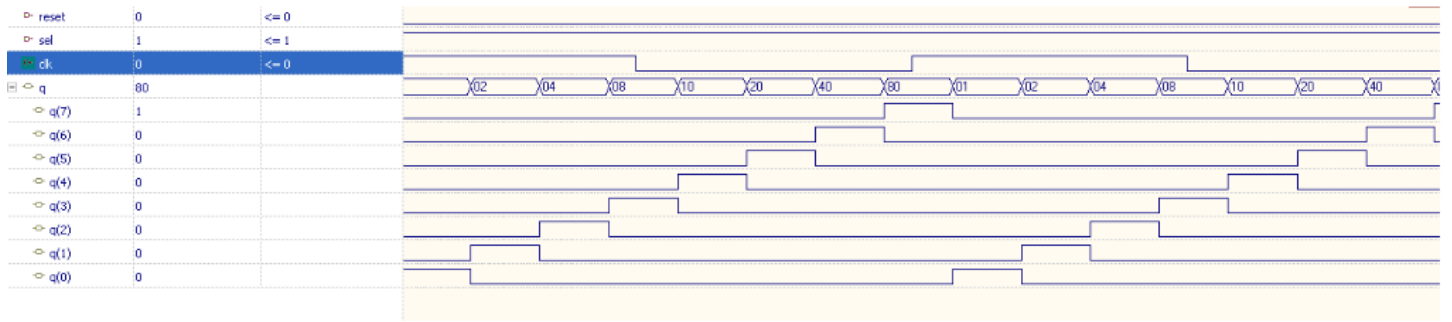 reset 0 <= 0
sel 1 <= 1
clk 0 <= 0
q 80 02 04 08 10 20 40 80 01 02 04 08 10 20 40
q(7) 1
q(6) 0
q(5) 0
q(4) 0
q(3) 0
q(2) 0
q(1) 0
q(0) 0